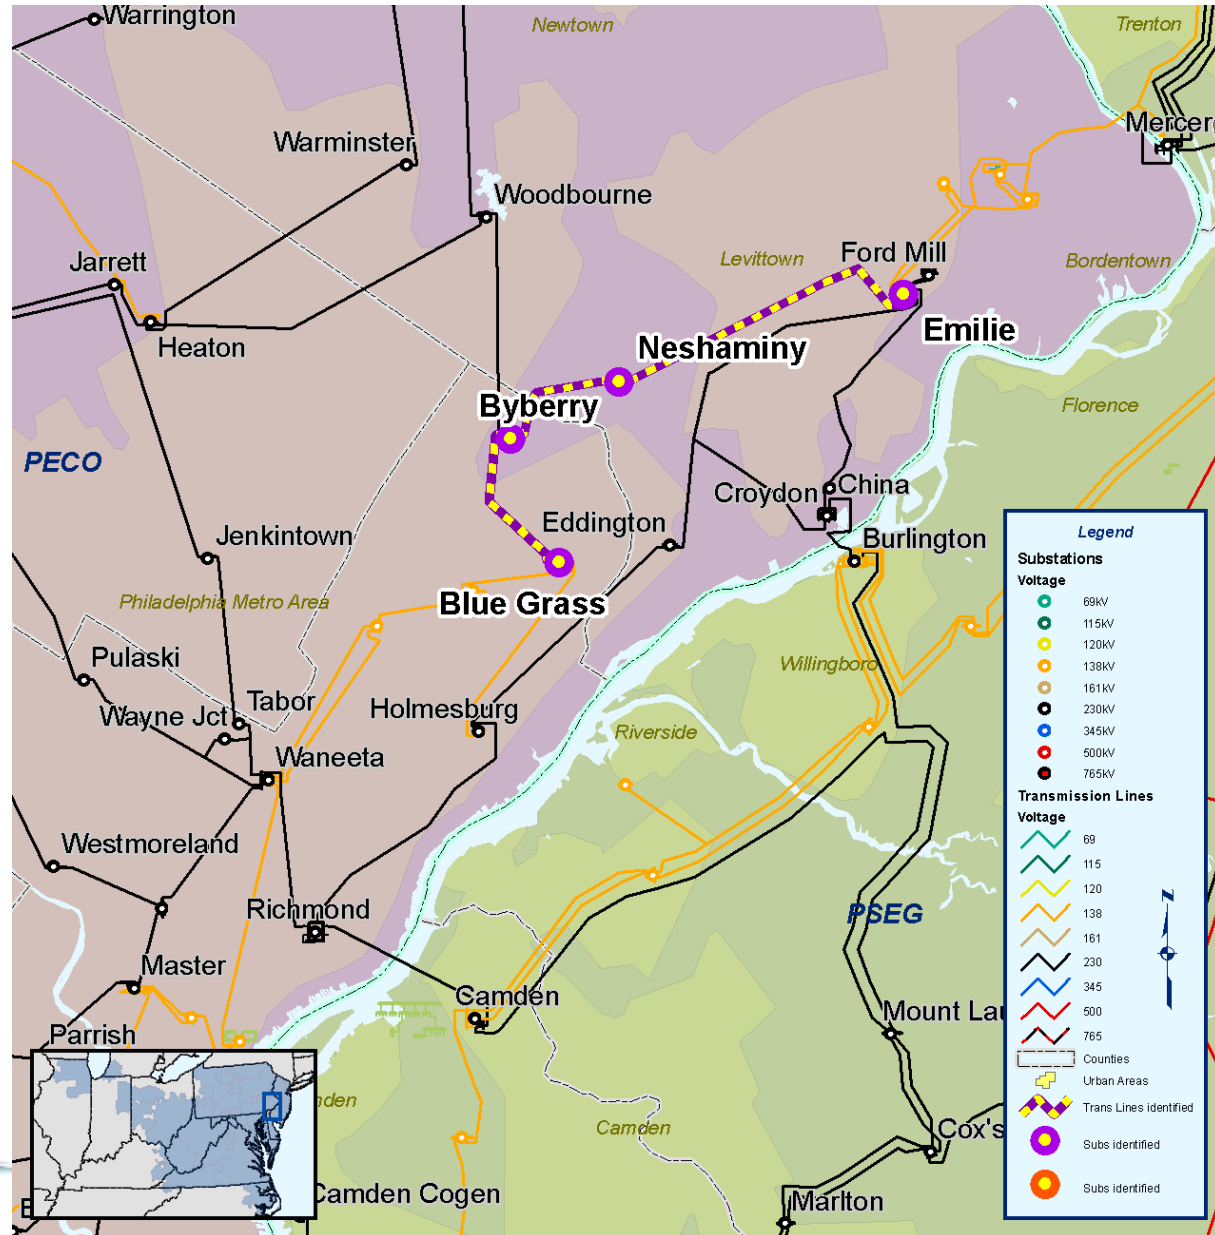 Warrington
Newtown
Trenton
Mercer
Warminster
Woodbourne
Ford Mill
Levittown
Bordentown
Jarrett
Heaton
Emilie
Neshaminy
Byberry
Florence
PECO
Croydon
China
Eddington
Burlington
Jenkintown
Blue Grass
Philadelphia Metro Area
Willingboro
Pulaski
Tabor
Wayne Jct
Holmesburg
Riverside
Waneeta
Westmoreland
Richmond
PSEG
Master
Camden
Mount Lau
Parrish
Camden
Cox's
Camden Cogen
Marlton
Legend
Substations
Voltage
69kV
115kV
120kV
138kV
161kV
230kV
345kV
500kV
765kV
Transmission Lines
Voltage
69
115
120
138
161
230
345
500
765
Counties
Urban Areas
Trans Lines identified
Subs identified
Subs identified
N